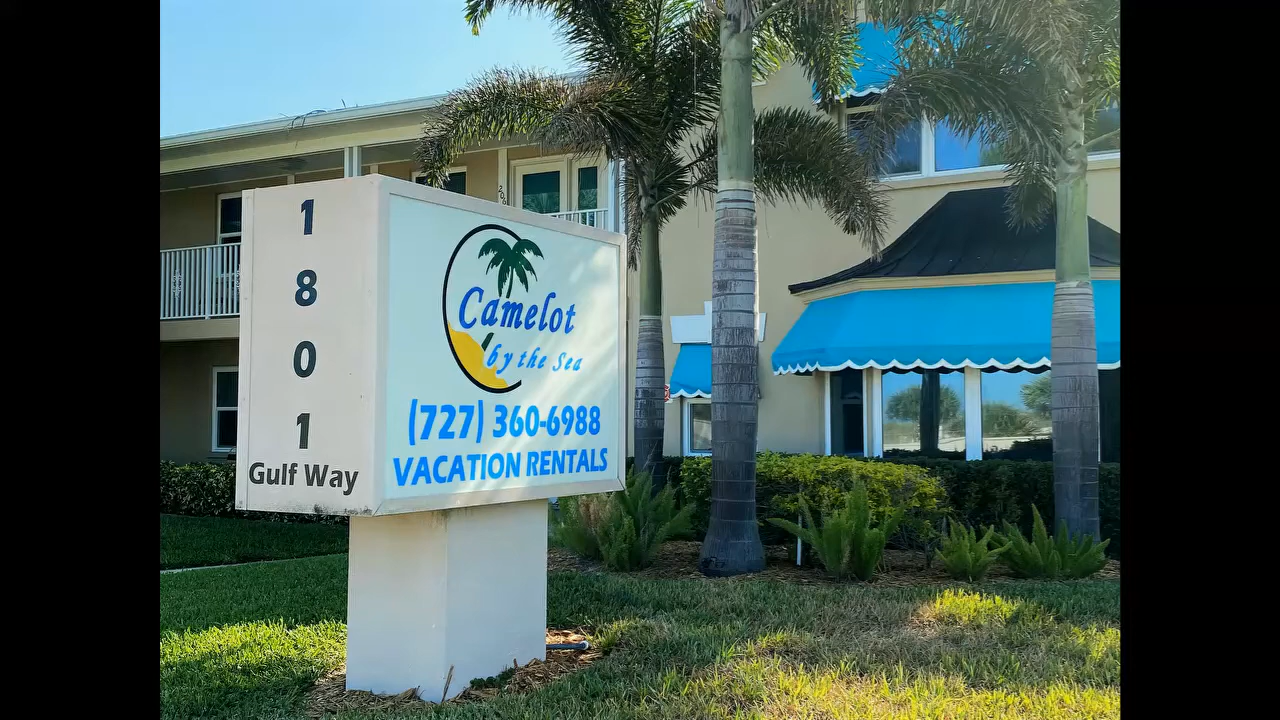 1
8
0
1
Gulf Way
Camelot
by the Sea
(727) 360-6988
VACATION RENTALS